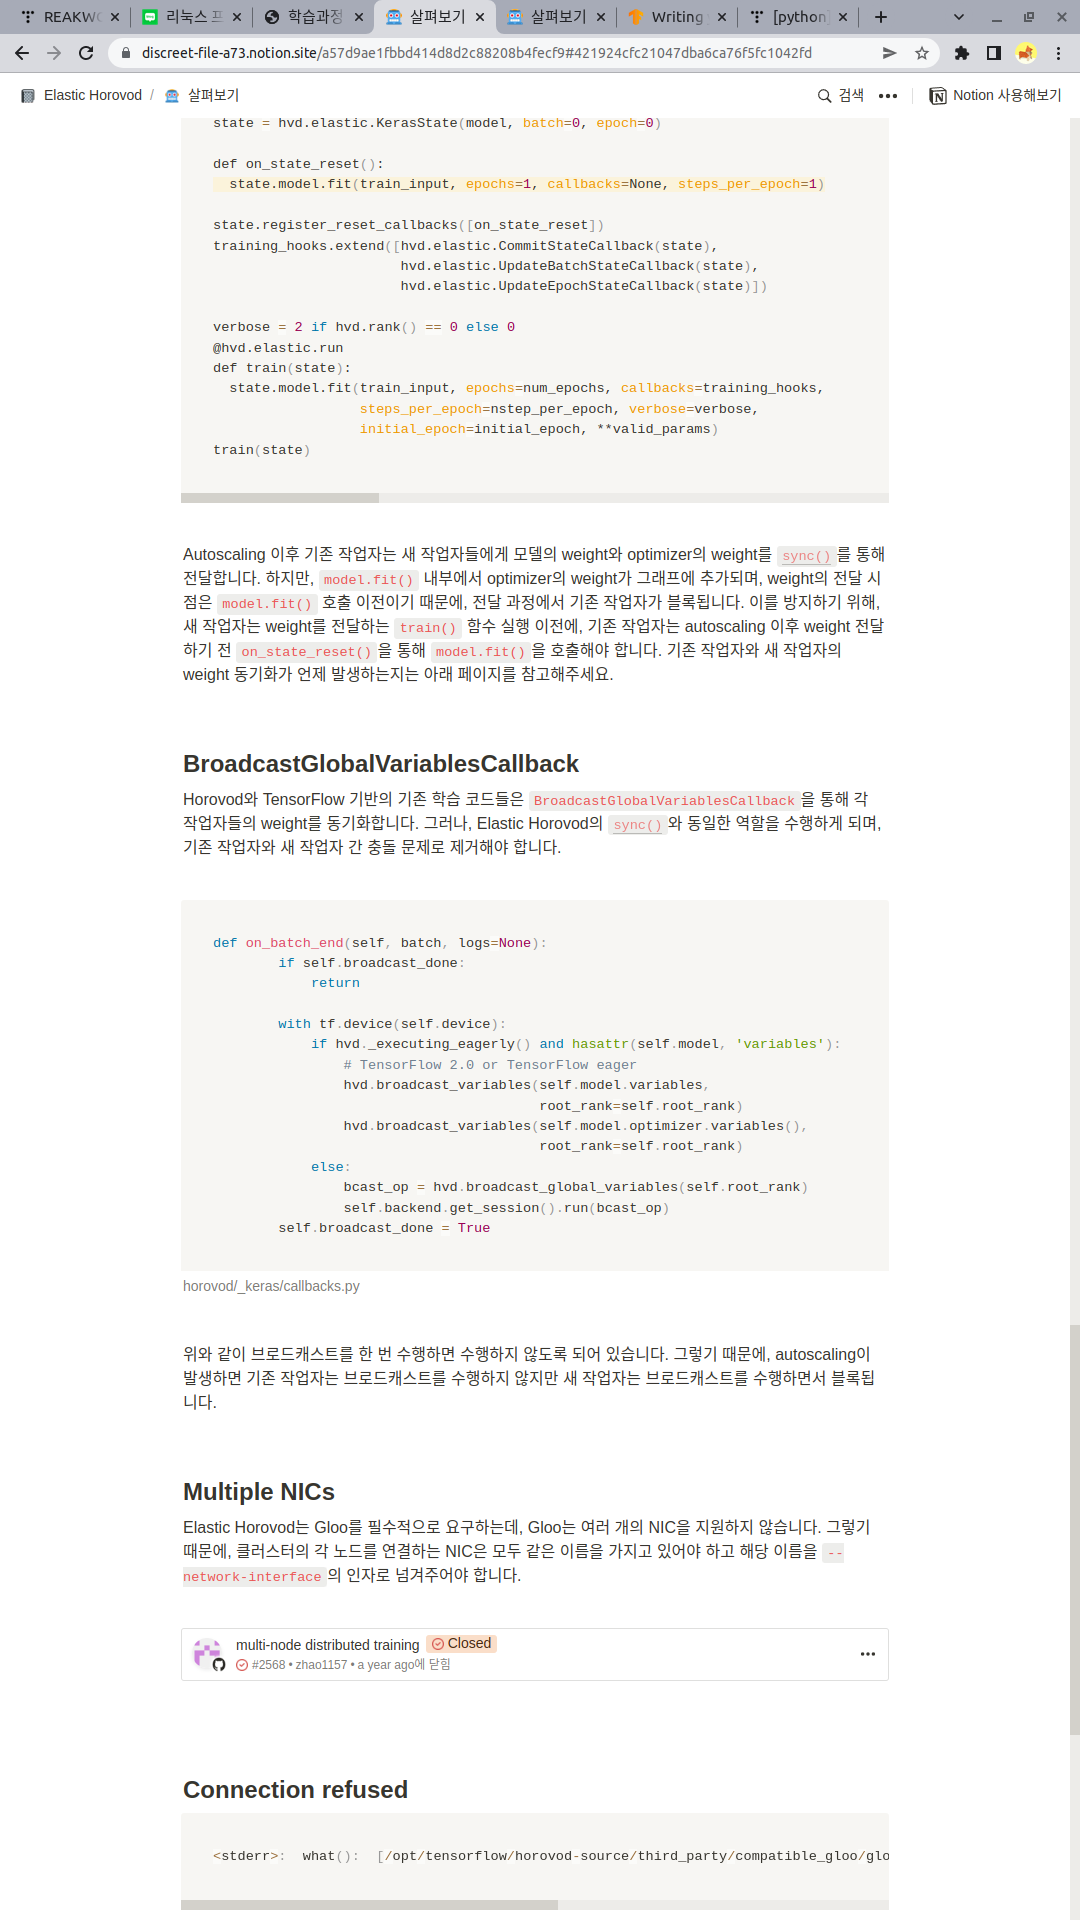 REAKW
리눅스 프
학습과정
살펴보기
살펴보기
Writing
[python]
discreet-file-a73.notion.site/a57d9ae1fbbd414d8d2c88208b4fecf9#421924cfc21047dba6ca76f5fc1042fd
Elastic Horovod / 살펴보기
검색
Notion 사용해보기
state = hvd.elastic.KerasState(model, batch=0, epoch=0)
def on_state_reset():
state.model.fit(train_input, epochs=1, callbacks=None, steps_per_epoch=1)
state.register_reset_callbacks([on_state_reset])
training_hooks.extend([hvd.elastic.CommitStateCallback(state),
hvd.elastic.UpdateBatchStateCallback(state),
hvd.elastic.UpdateEpochStateCallback(state)])
verbose = 2 if hvd.rank() == 0 else 0
@hvd.elastic.run
def train(state):
state.model.fit(train_input, epochs=num_epochs, callbacks=training_hooks,
steps_per_epoch=nstep_per_epoch, verbose=verbose,
initial_epoch=initial_epoch, **valid_params)
train(state)
Autoscaling 이후 기존 작업자는 새 작업자들에게 모델의 weight와 optimizer의 weight를 sync() 를 통해
전달합니다. 하지만, model.fit() 내부에서 optimizer의 weight가 그래프에 추가되며, weight의 전달 시
점은 model.fit() 호출 이전이기 때문에, 전달 과정에서 기존 작업자가 블록됩니다. 이를 방지하기 위해,
새 작업자는 weight를 전달하는 train() 함수 실행 이전에, 기존 작업자는 autoscaling 이후 weight 전달
하기 전 on_state_reset() 을 통해 model.fit() 을 호출해야 합니다. 기존 작업자와 새 작업자의
weight 동기화가 언제 발생하는지는 아래 페이지를 참고해주세요.
BroadcastGlobalVariablesCallback
Horovod와 TensorFlow 기반의 기존 학습 코드들은 BroadcastGlobalVariablesCallback 을 통해 각
작업자들의 weight를 동기화합니다. 그러나, Elastic Horovod의 sync() 와 동일한 역할을 수행하게 되며,
기존 작업자와 새 작업자 간 충돌 문제로 제거해야 합니다.
def on_batch_end(self, batch, logs=None):
if self.broadcast_done:
return
with tf.device(self.device):
if hvd._executing_eagerly() and hasattr(self.model, 'variables'):
# TensorFlow 2.0 or TensorFlow eager
hvd.broadcast_variables(self.model.variables,
root_rank=self.root_rank)
hvd.broadcast_variables(self.model.optimizer.variables(),
root_rank=self.root_rank)
else:
bcast_op = hvd.broadcast_global_variables(self.root_rank)
self.backend.get_session().run(bcast_op)
self.broadcast_done = True
horovod/_keras/callbacks.py
위와 같이 브로드캐스트를 한 번 수행하면 수행하지 않도록 되어 있습니다. 그렇기 때문에, autoscaling이
발생하면 기존 작업자는 브로드캐스트를 수행하지 않지만 새 작업자는 브로드캐스트를 수행하면서 블록됩
니다.
Multiple NICs
Elastic Horovod는 Gloo를 필수적으로 요구하는데, Gloo는 여러 개의 NIC을 지원하지 않습니다. 그렇기
때문에, 클러스터의 각 노드를 연결하는 NIC은 모두 같은 이름을 가지고 있어야 하고 해당 이름을 --
network-interface 의 인자로 넘겨주어야 합니다.
multi-node distributed training Closed
#2568 • zhao1157 • a year ago에 닫힘
Connection refused
<stderr>: what(): [/opt/tensorflow/horovod-source/third_party/compatible_gloo/glo